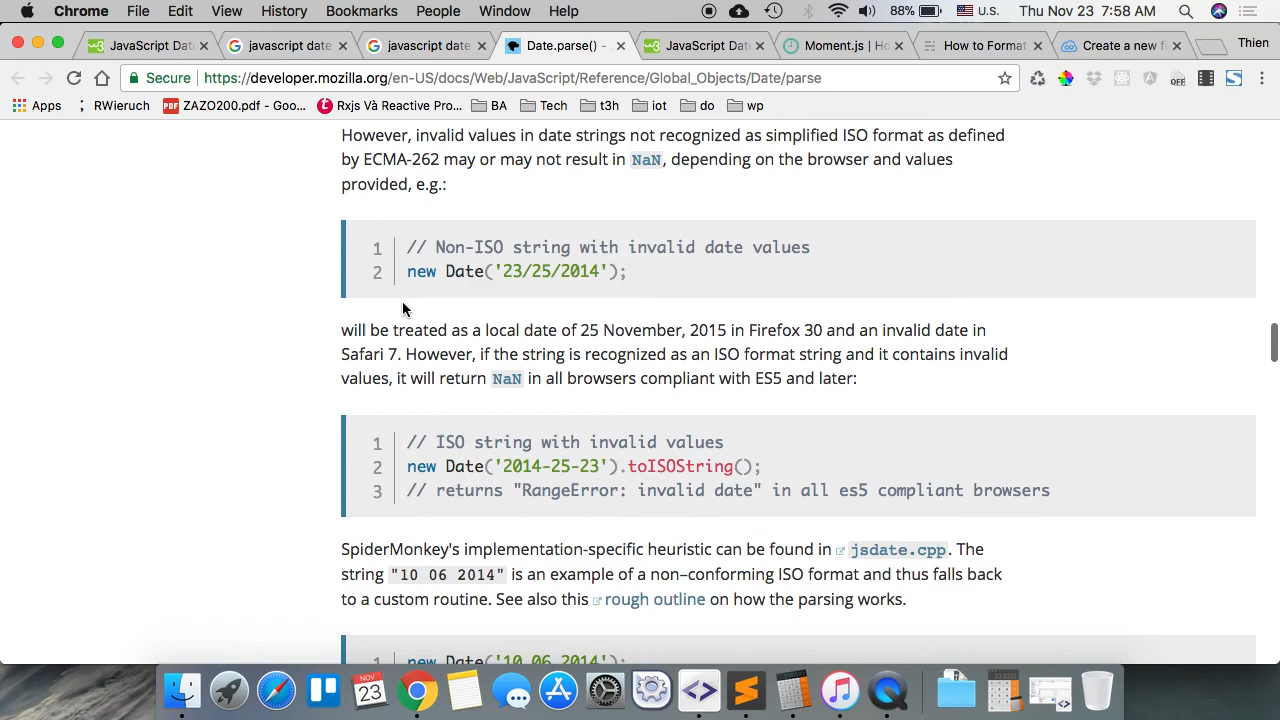 Chrome File Edit View History Bookmarks People Window Help 88% U.S. Thu Nov 23 7:58 AM
JavaScript Dat javascript date javascript date Date.parse() - JavaScript Dat Moment.js | Ho How to Format Create a new fi Thien
Secure https://developer.mozilla.org/en-US/docs/Web/JavaScript/Reference/Global_Objects/Date/parse OFF
Apps RWieruch PDF ZAZO200.pdf - Goo... Rxjs Và Reactive Pro... BA Tech t3h iot do wp
However, invalid values in date strings not recognized as simplified ISO format as defined
by ECMA-262 may or may not result in NaN, depending on the browser and values
provided, e.g.:
1 // Non-ISO string with invalid date values
2 new Date('23/25/2014');
will be treated as a local date of 25 November, 2015 in Firefox 30 and an invalid date in
Safari 7. However, if the string is recognized as an ISO format string and it contains invalid
values, it will return NaN in all browsers compliant with ES5 and later:
1 // ISO string with invalid values
2 new Date('2014-25-23').toISOString();
3 // returns "RangeError: invalid date" in all es5 compliant browsers
SpiderMonkey's implementation-specific heuristic can be found in jsdate.cpp. The
string "10 06 2014" is an example of a non–conforming ISO format and thus falls back
to a custom routine. See also this rough outline on how the parsing works.
1 new Date('10 06 2014');
NOV
23